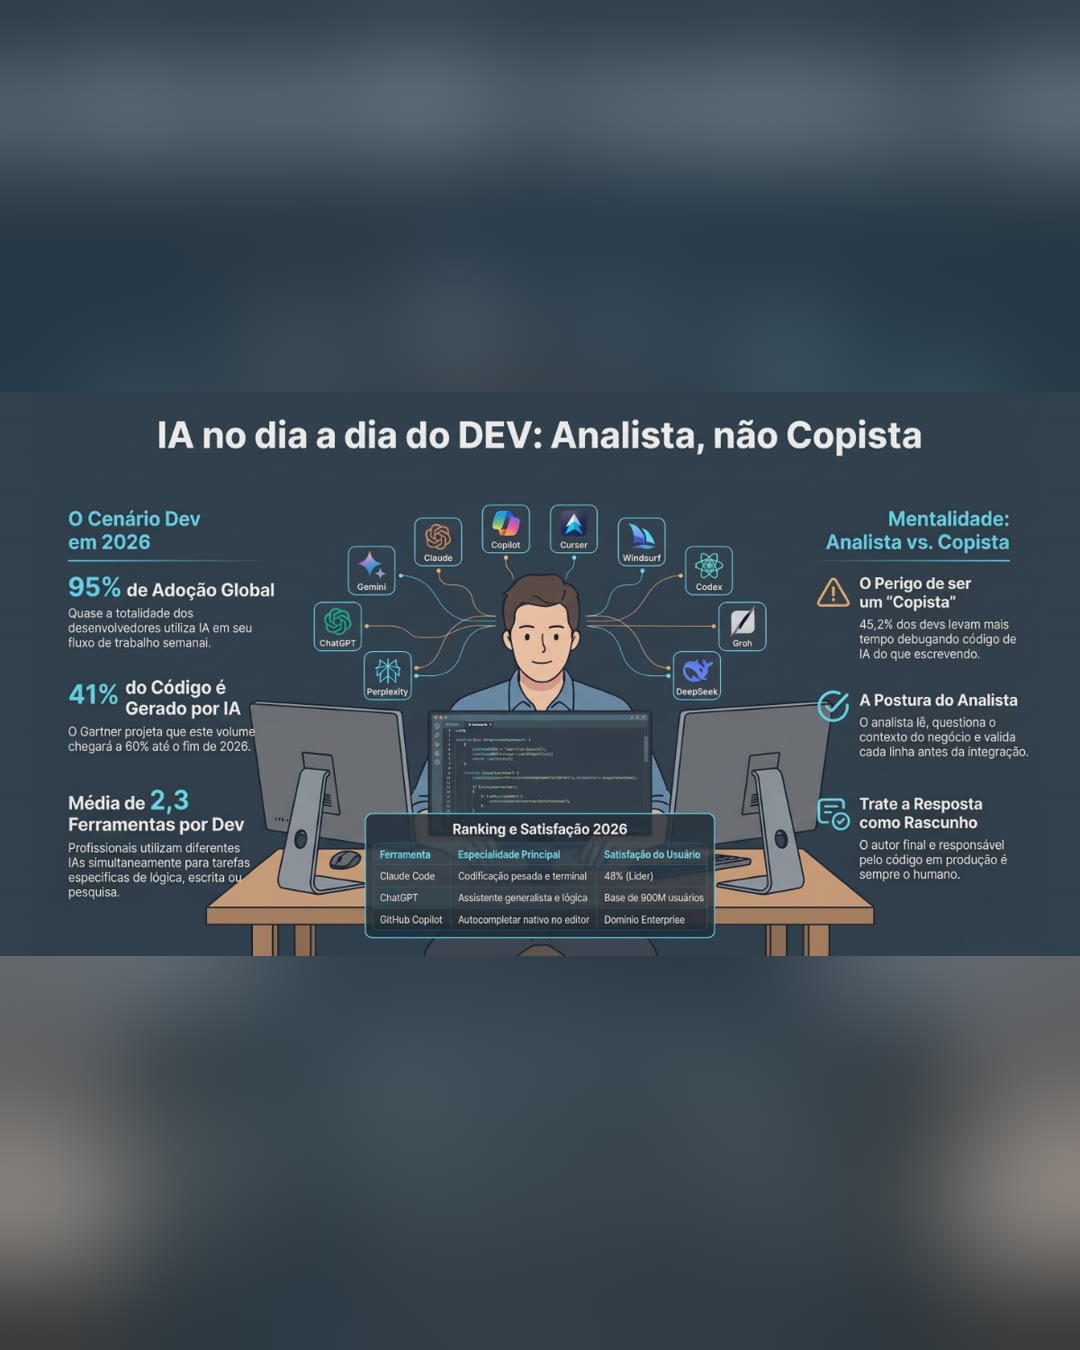 IA no dia a dia do DEV: Analista, não Copista
O Cenário Dev
em 2026
95% de Adoção Global
Quase a totalidade dos
desenvolvedores utiliza IA em seu
fluxo de trabalho semanai.
41% do Código é
Gerado por IA
O Gartner projeta que este volume
chegará a 60% até o fim de 2026.
Média de 2,3
Ferramentas por Dev
Profissionais utilizam diferentes
IAs simultaneamente para tarefas
especificas de lógica, escrita ou
pesquisa.
Perplexity
ChatGPT
Gemini
Claude
Copilot
Curser
Windsurf
Codex
Groh
DeepSeek
Ranking e Satisfação 2026
Ferramenta Especialidade Principal Satisfação do Usuário
Claude Code Codificação pesada e terminal 48% (Lider)
ChatGPT Assistente generalista e lógica Base de 900M usuários
GitHub Copilot Autocompletar nativo no editor Dominio Enterprise
Mentalidade:
Analista vs. Copista
O Perigo de ser
um “Copista”
45,2% dos devs levam mais
tempo debugando código de
IA do que escrevendo.
A Postura do Analista
O analista lê, questiona o
contexto do negócio e valida
cada linha antes da integração.
Trate a Resposta
como Rascunho
O autor final e responsável
pelo código em produção é
sempre o humano.